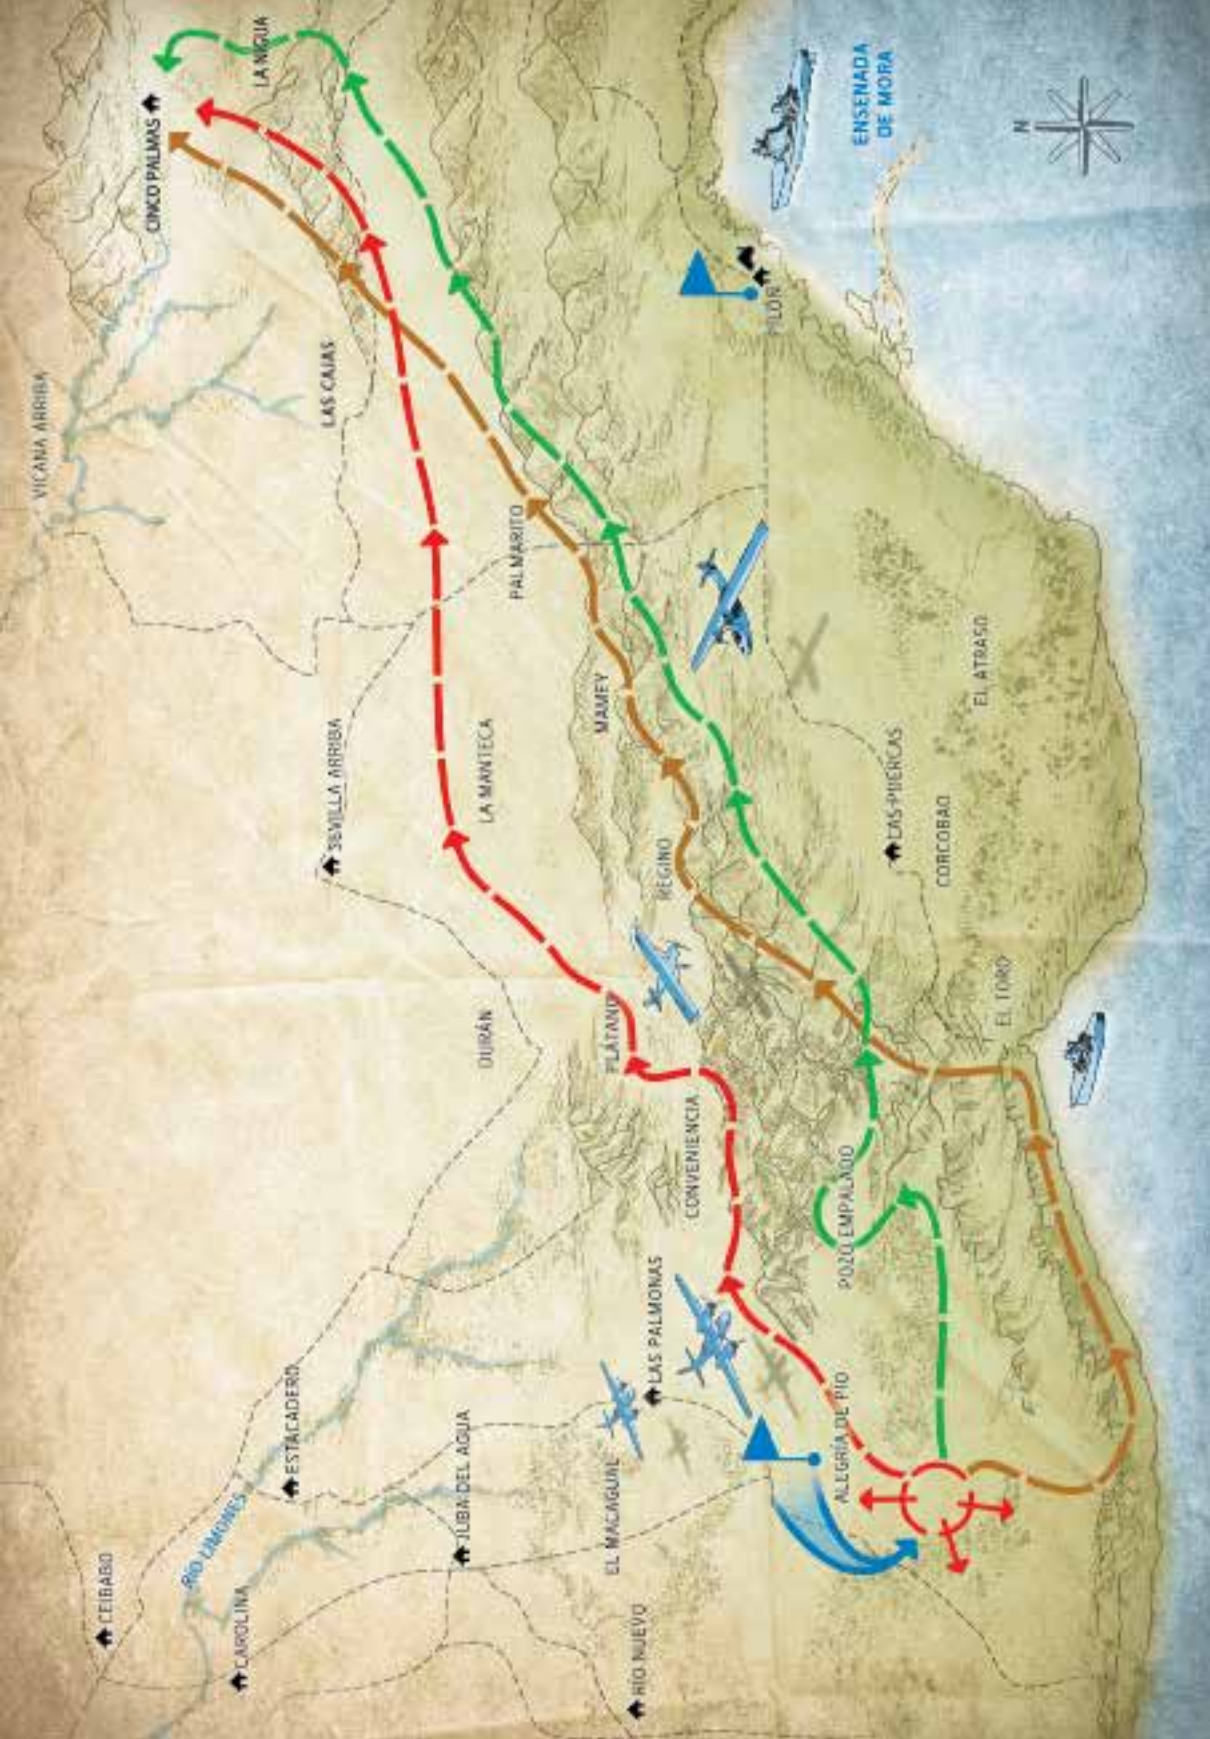 CEIBABO
CAROLINA
RÍO LIMONES
ESTACADERO
VICANA ARRIBA
CINCO PALMAS
LA NIGUA
SEVILLA ARRIBA
LAS CAJAS
JUBA DEL AGUA
DURÁN
LA MANTECA
PALMARITO
RÍO NUEVO
EL MACAGUAL
LAS PALMONAS
CONVENIENCIA
PLÁTANO
REGINO
MAMEY
ALEGRÍA DE PÍO
POZO EMPALADO
LAS PUERCAS
CORCOBAO
EL TORO
EL ATRASO
PILÓN
ENSENADA
DE MORA
N